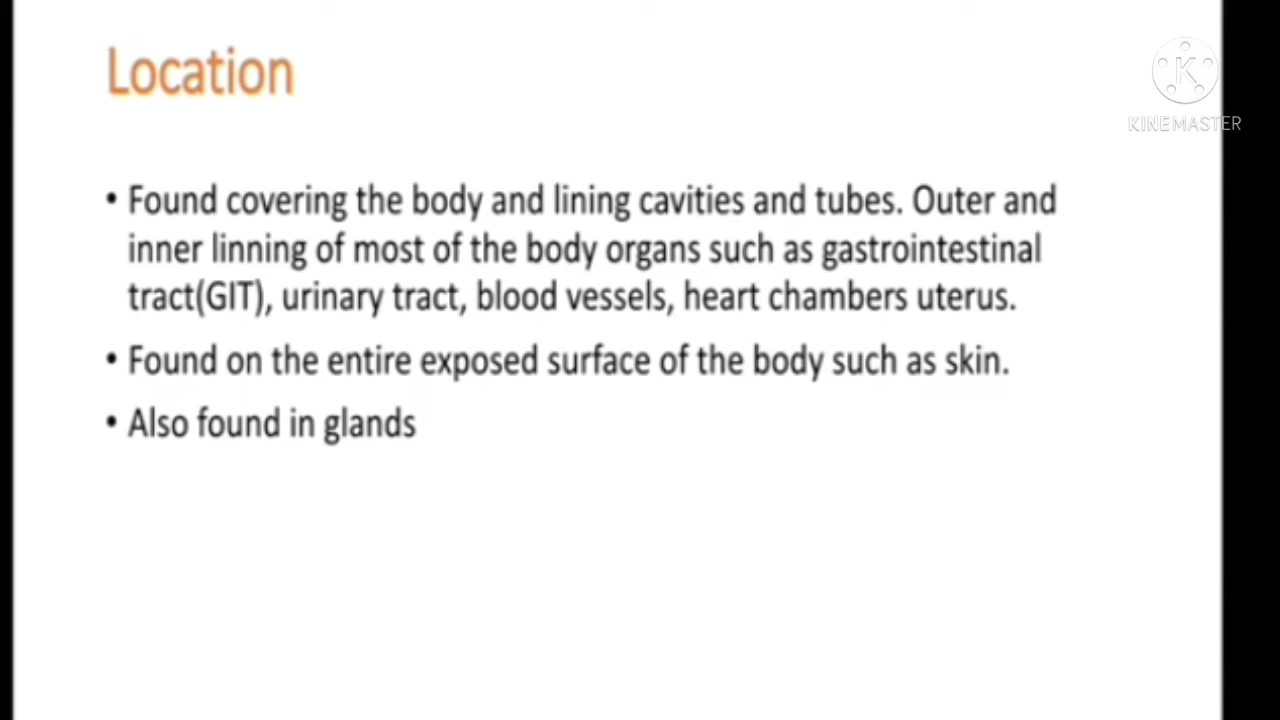 Location
K
KINEMASTER
• Found covering the body and lining cavities and tubes. Outer and
inner linning of most of the body organs such as gastrointestinal
tract(GIT), urinary tract, blood vessels, heart chambers uterus.
• Found on the entire exposed surface of the body such as skin.
• Also found in glands